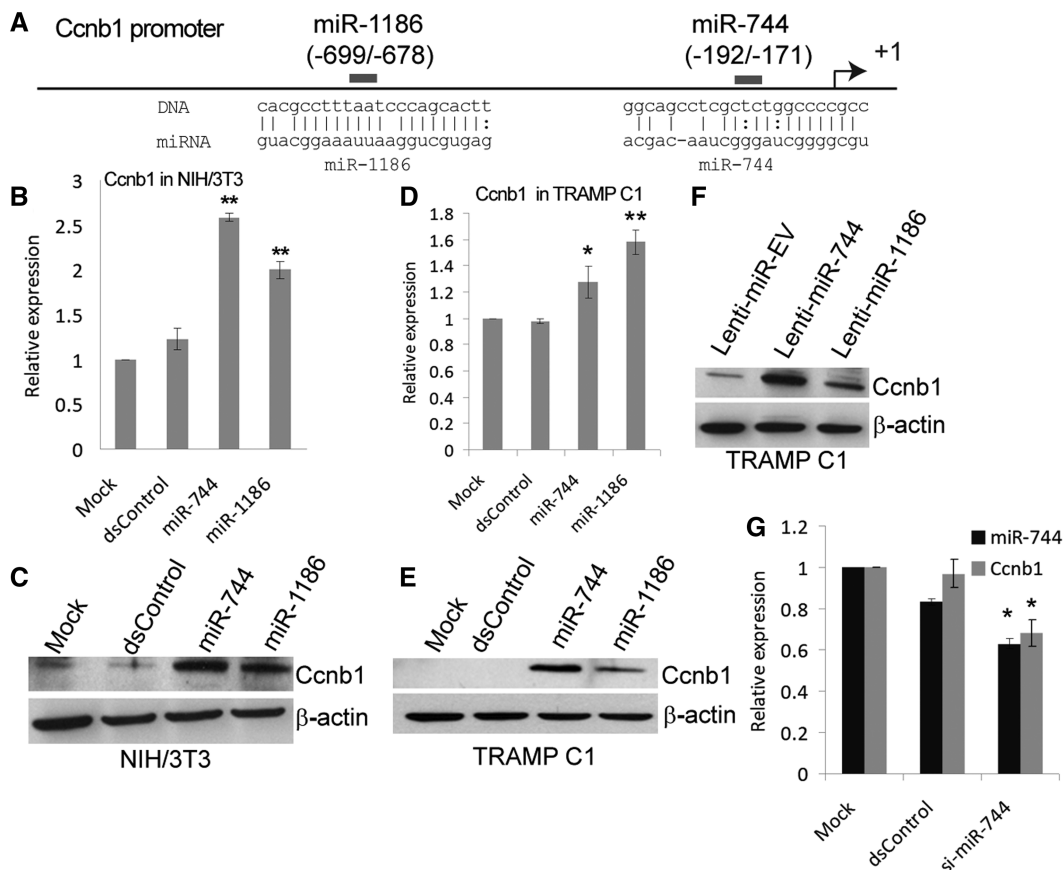 A
Ccnb1 promoter
miR-1186
(-699/-678)
miR-744
(-192/-171)
+1
DNA
cacgcctttaatcccagcactt
ggcagcctcgctctggccccgcc
miRNA
guacggaaauuaaggucgugag
acgac-aaucgggaucggggcgu
miR-1186
miR-744
B
Ccnb1 in NIH/3T3
Relative expression
3
2.5
2
1.5
1
0.5
0
**
**
Mock
dsControl
miR-744
miR-1186
D
Ccnb1 in TRAMP C1
Relative expression
1.8
1.6
1.4
1.2
1
0.8
0.6
0.4
0.2
0
*
**
Mock
dsControl
miR-744
miR-1186
F
Lenti-miR-EV
Lenti-miR-744
Lenti-miR-1186
Ccnb1
β-actin
TRAMP C1
C
Mock
dsControl
miR-744
miR-1186
Ccnb1
β-actin
NIH/3T3
E
Mock
dsControl
miR-744
miR-1186
Ccnb1
β-actin
TRAMP C1
G
Relative expression
1.2
1
0.8
0.6
0.4
0.2
0
miR-744
Ccnb1
*
*
Mock
dsControl
si-miR-744